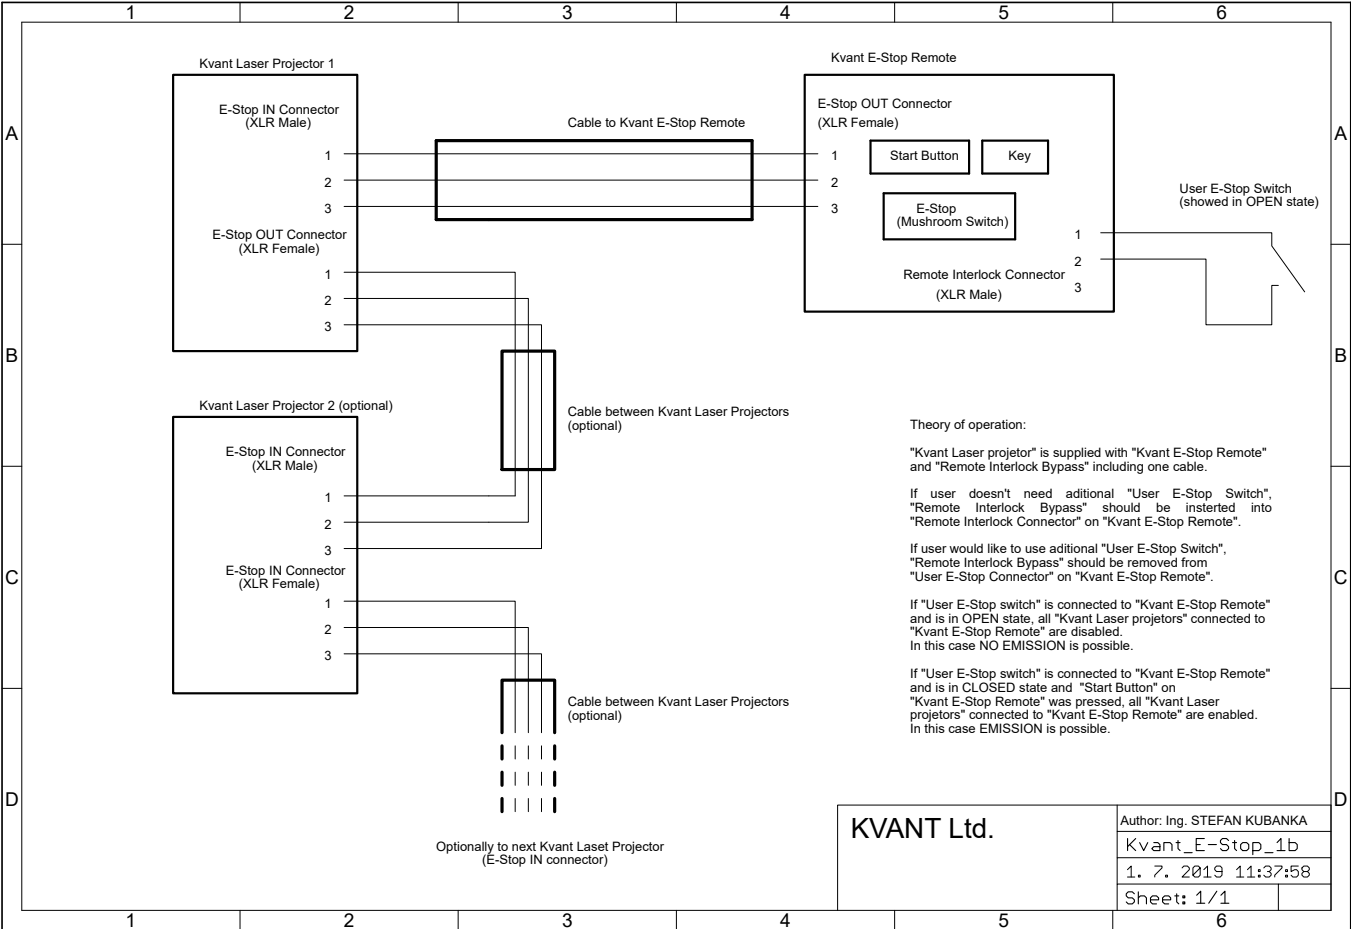 1 2 3 4 5 6
Kvant Laser Projector 1
E-Stop IN Connector
(XLR Male)
1
2
3
E-Stop OUT Connector
(XLR Female)
1
2
3
Cable to Kvant E-Stop Remote
Kvant E-Stop Remote
E-Stop OUT Connector
(XLR Female)
1
2
3
Start Button
Key
E-Stop
(Mushroom Switch)
1
2
3
Remote Interlock Connector
(XLR Male)
User E-Stop Switch
(showed in OPEN state)
A A
B B
Cable between Kvant Laser Projectors
(optional)
Kvant Laser Projector 2 (optional)
E-Stop IN Connector
(XLR Male)
1
2
3
E-Stop IN Connector
(XLR Female)
1
2
3
Cable between Kvant Laser Projectors
(optional)
Optionally to next Kvant Laset Projector
(E-Stop IN connector)
C C
D D
Theory of operation:
"Kvant Laser projetor" is supplied with "Kvant E-Stop Remote"
and "Remote Interlock Bypass" including one cable.
If user doesn't need aditional "User E-Stop Switch",
"Remote Interlock Bypass" should be insterted into
"Remote Interlock Connector" on "Kvant E-Stop Remote".
If user would like to use aditional "User E-Stop Switch",
"Remote Interlock Bypass" should be removed from
"User E-Stop Connector" on "Kvant E-Stop Remote".
If "User E-Stop switch" is connected to "Kvant E-Stop Remote"
and is in OPEN state, all "Kvant Laser projetors" connected to
"Kvant E-Stop Remote" are disabled.
In this case NO EMISSION is possible.
If "User E-Stop switch" is connected to "Kvant E-Stop Remote"
and is in CLOSED state and "Start Button" on
"Kvant E-Stop Remote" was pressed, all "Kvant Laser
projetors" connected to "Kvant E-Stop Remote" are enabled.
In this case EMISSION is possible.
KVANT Ltd.
Author: Ing. STEFAN KUBANKA
Kvant_E-Stop_1b
1. 7. 2019 11:37:58
Sheet: 1/1
1 2 3 4 5 6